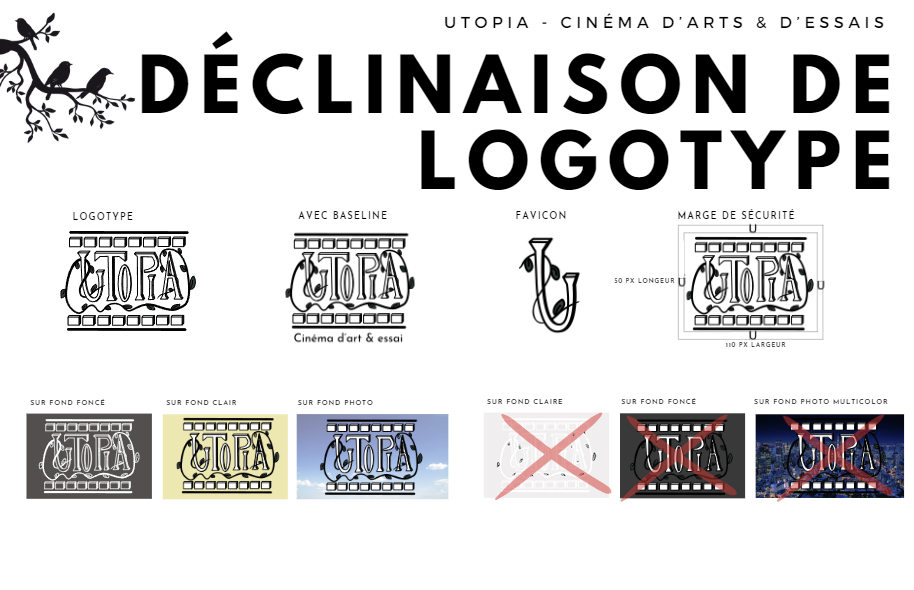 UTOPIA - CINÉMA D'ARTS & D'ESSAIS
DÉCLINAISON DE
LOGOTYPE
LOGOTYPE
AVEC BASELINE
FAVICON
MARGE DE SÉCURITÉ
UTOPIA
UTOPIA
Cinéma d'art & essai
U
U
50 PX LONGEUR
U
UTOPIA
U
U
110 PX LARGEUR
SUR FOND FONCÉ
SUR FOND CLAIR
SUR FOND PHOTO
SUR FOND CLAIRE
SUR FOND FONCÉ
SUR FOND PHOTO MULTICOLOR
UTOPIA
UTOPIA
UTOPIA
UTOPIA
UTOPIA
UTOPIA